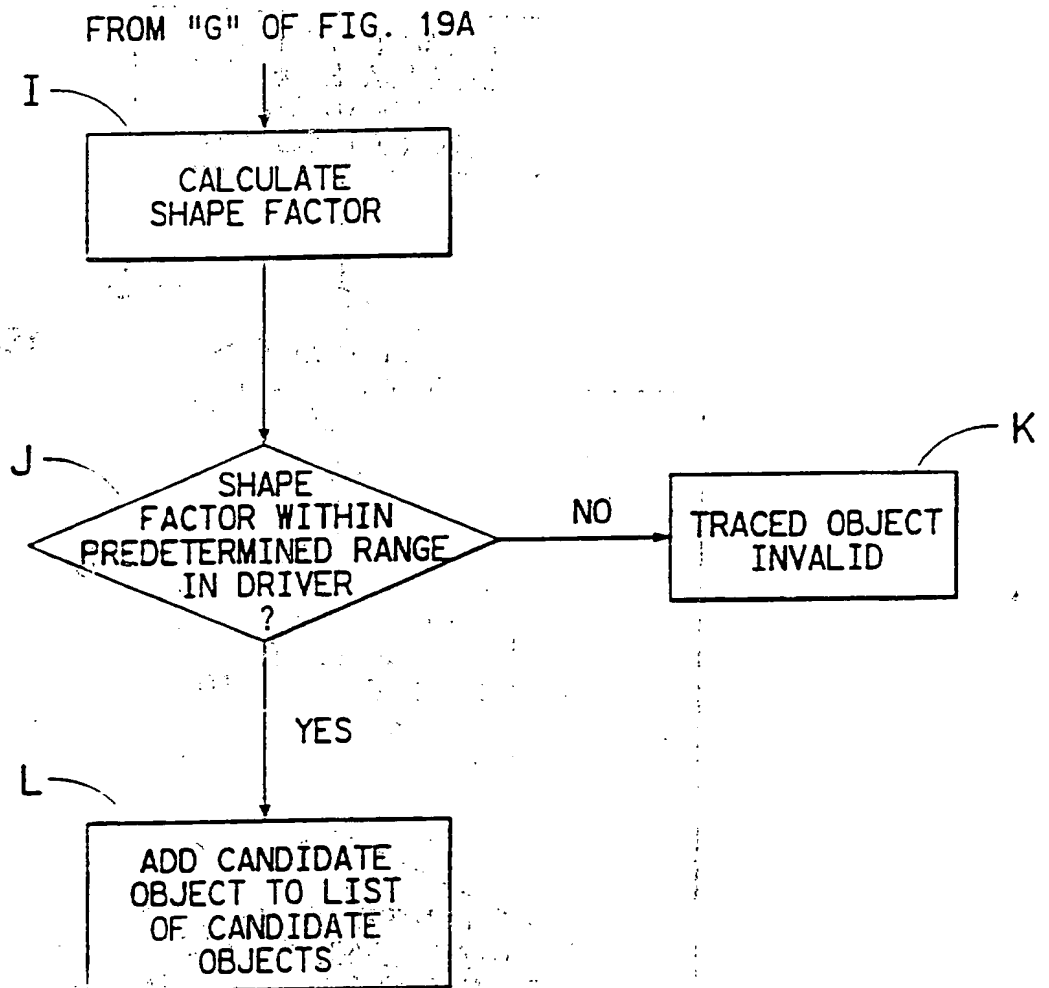 FROM "G" OF FIG. 19A
I
CALCULATE
SHAPE FACTOR
J
SHAPE
FACTOR WITHIN
PREDETERMINED RANGE
IN DRIVER
?
NO
K
TRACED OBJECT
INVALID
YES
L
ADD CANDIDATE
OBJECT TO LIST
OF CANDIDATE
OBJECTS